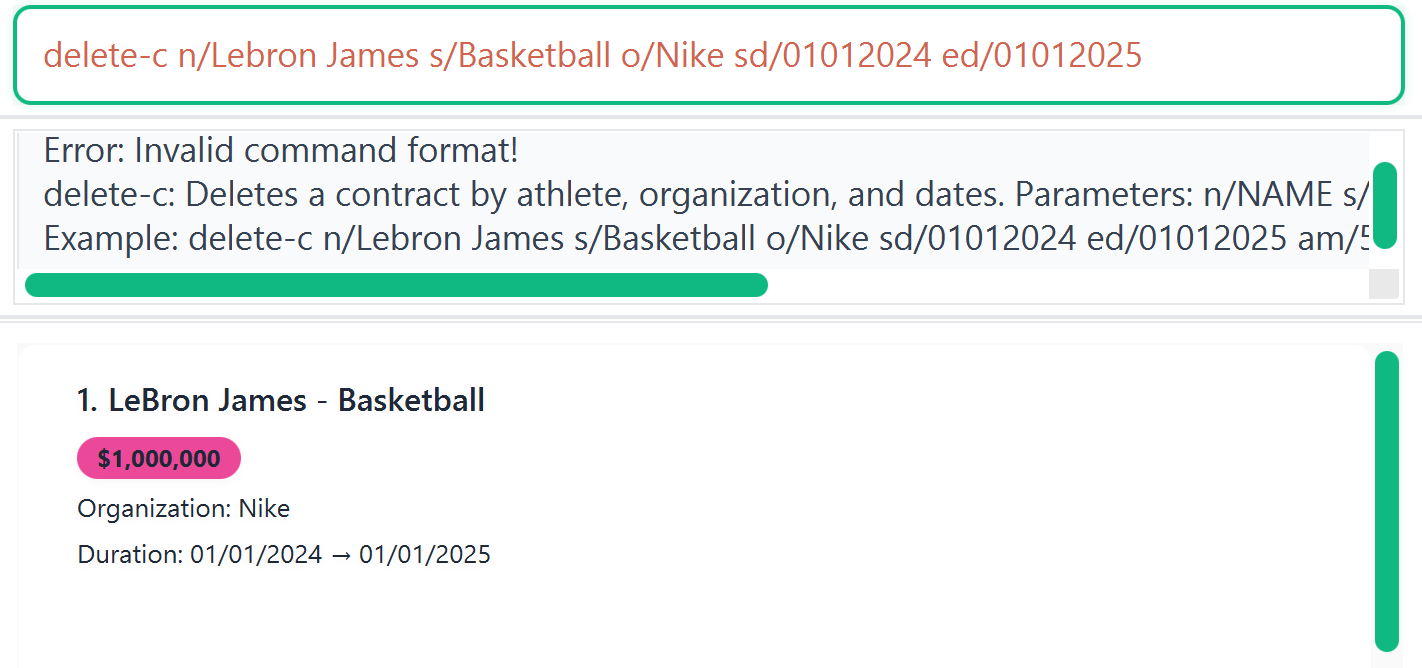 delete-c n/Lebron James s/Basketball o/Nike sd/01012024 ed/01012025
Error: Invalid command format!
delete-c: Deletes a contract by athlete, organization, and dates. Parameters: n/NAME s/
Example: delete-c n/Lebron James s/Basketball o/Nike sd/01012024 ed/01012025 am/5
1. LeBron James - Basketball
$1,000,000
Organization: Nike
Duration: 01/01/2024 → 01/01/2025